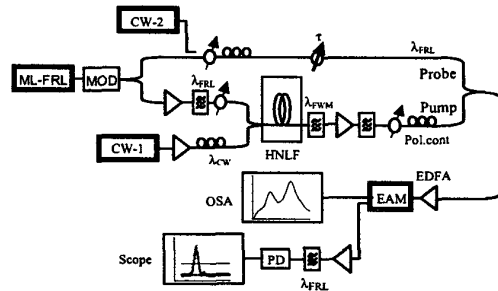 CW-2
τ
λFRL
ML-FRL
MOD
λFRL
Probe
λFWM
Pump
CW-1
λCW
HNLF
Pol.cont
EDFA
OSA
EAM
Scope
PD
λFRL